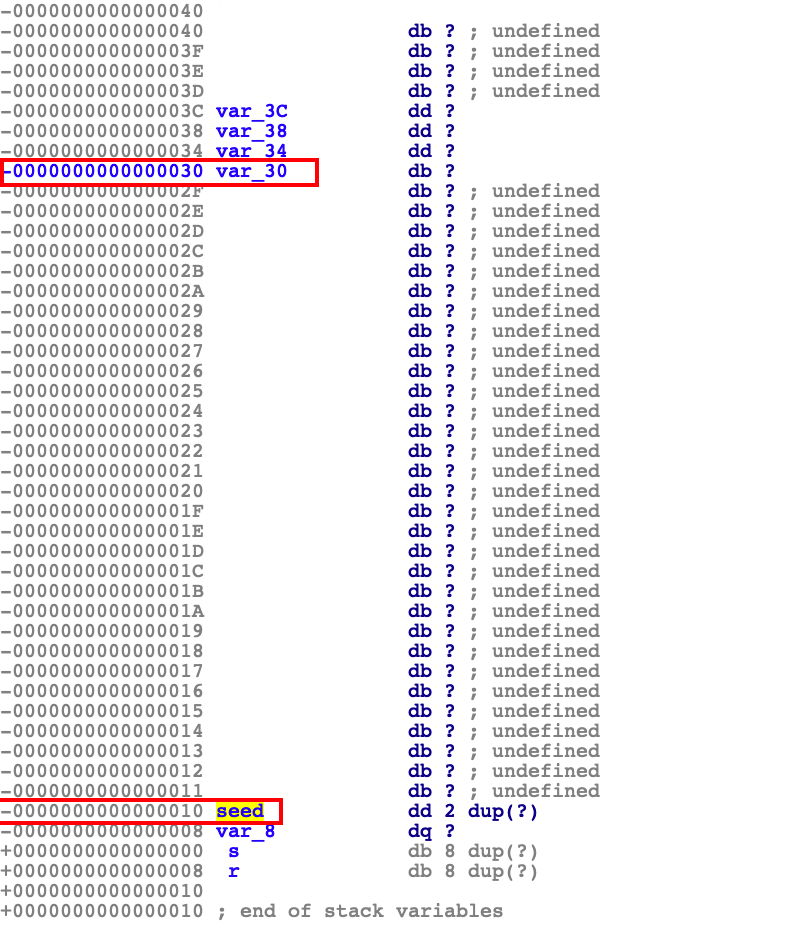 -0000000000000040
-0000000000000040 db ? ; undefined
-000000000000003F db ? ; undefined
-000000000000003E db ? ; undefined
-000000000000003D db ? ; undefined
-000000000000003C var_3C dd ?
-0000000000000038 var_38 dd ?
-0000000000000034 var_34 dd ?
-0000000000000030 var_30 db ?
-000000000000002F db ? ; undefined
-000000000000002E db ? ; undefined
-000000000000002D db ? ; undefined
-000000000000002C db ? ; undefined
-000000000000002B db ? ; undefined
-000000000000002A db ? ; undefined
-0000000000000029 db ? ; undefined
-0000000000000028 db ? ; undefined
-0000000000000027 db ? ; undefined
-0000000000000026 db ? ; undefined
-0000000000000025 db ? ; undefined
-0000000000000024 db ? ; undefined
-0000000000000023 db ? ; undefined
-0000000000000022 db ? ; undefined
-0000000000000021 db ? ; undefined
-0000000000000020 db ? ; undefined
-000000000000001F db ? ; undefined
-000000000000001E db ? ; undefined
-000000000000001D db ? ; undefined
-000000000000001C db ? ; undefined
-000000000000001B db ? ; undefined
-000000000000001A db ? ; undefined
-0000000000000019 db ? ; undefined
-0000000000000018 db ? ; undefined
-0000000000000017 db ? ; undefined
-0000000000000016 db ? ; undefined
-0000000000000015 db ? ; undefined
-0000000000000014 db ? ; undefined
-0000000000000013 db ? ; undefined
-0000000000000012 db ? ; undefined
-0000000000000011 db ? ; undefined
-0000000000000010 seed dd 2 dup(?)
-0000000000000008 var_8 dq ?
+0000000000000000 s db 8 dup(?)
+0000000000000008 r db 8 dup(?)
+0000000000000010
+0000000000000010 ; end of stack variables